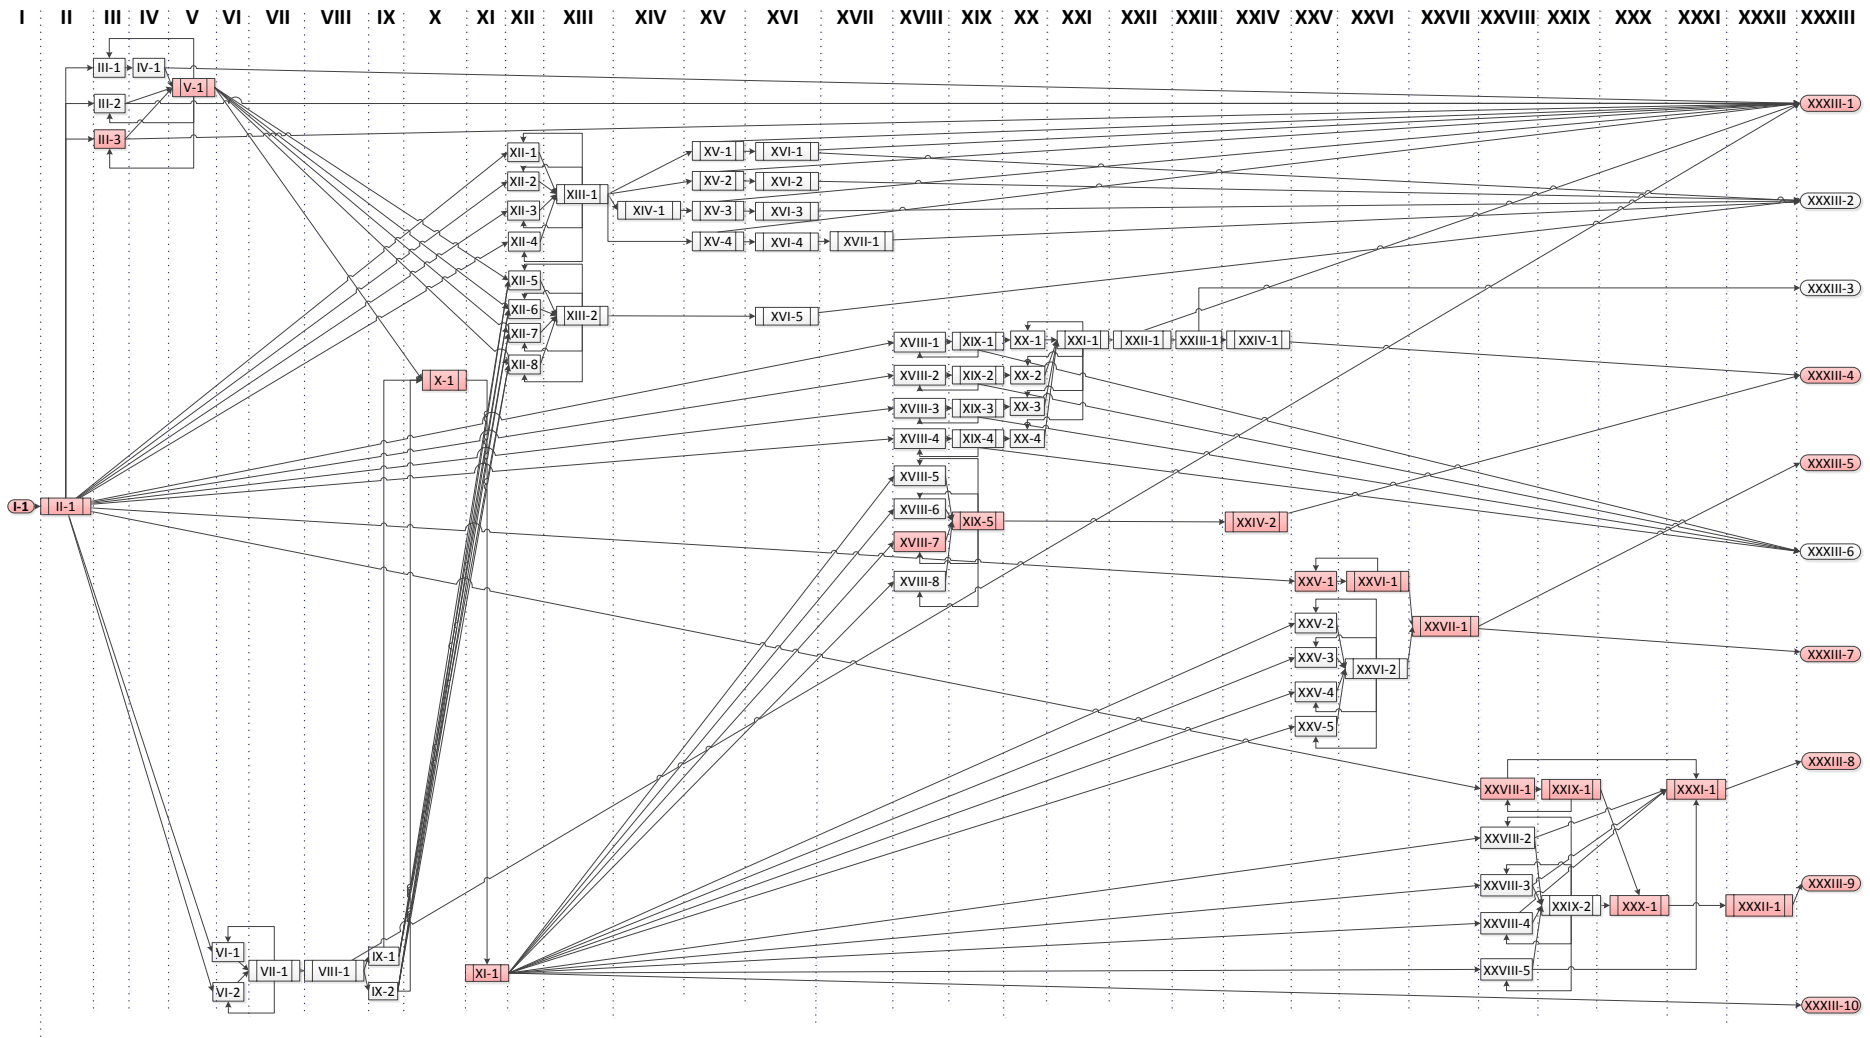 I II III IV V VI VII VIII IX X XI XII XIII XIV XV XVI XVII XVIII XIX XX XXI XXII XXIII XXIV XXV XXVI XXVII XXVIII XXIX XXX XXXI XXXII XXXIII
III-1 IV-1
V-1
III-2 XXXIII-1
III-3
XII-1 XV-1 XVI-1
XII-2 XV-2 XVI-2
XIII-1 XXXIII-2
XII-3 XIV-1 XV-3 XVI-3
XII-4 XV-4 XVI-4 XVII-1
XII-5 XXXIII-3
XII-6
XIII-2 XVI-5
XII-7 XVIII-1 XIX-1 XX-1 XXI-1 XXII-1 XXIII-1 XXIV-1
XII-8
X-1 XVIII-2 XIX-2 XX-2 XXXIII-4
XVIII-3 XIX-3 XX-3
XVIII-4 XIX-4 XX-4
XXXIII-5
XVIII-5
I-1 II-1 XVIII-6
XIX-5 XXIV-2
XVIII-7
XXXIII-6
XVIII-8 XXV-1 XXVI-1
XXV-2 XXVII-1
XXV-3 XXXIII-7
XXVI-2
XXV-4
XXV-5
XXXIII-8
XXVIII-1 XXIX-1 XXXI-1
XXVIII-2
XXVIII-3 XXXIII-9
XXIX-2 XXX-1 XXXII-1
XXVIII-4
VI-1 IX-1
VII-1 VIII-1 XI-1 XXVIII-5
VI-2 IX-2
XXXIII-10